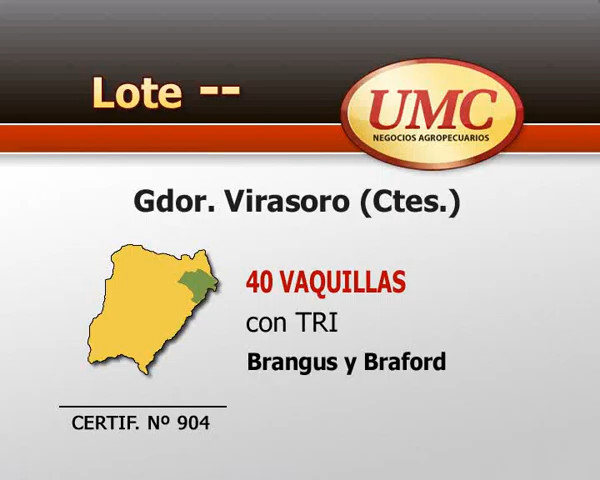 Lote --
UMC
NEGOCIOS AGROPECUARIOS
Gdor. Virasoro (Ctes.)
40 VAQUILLAS
con TRI
Brangus y Braford
CERTIF. Nº 904